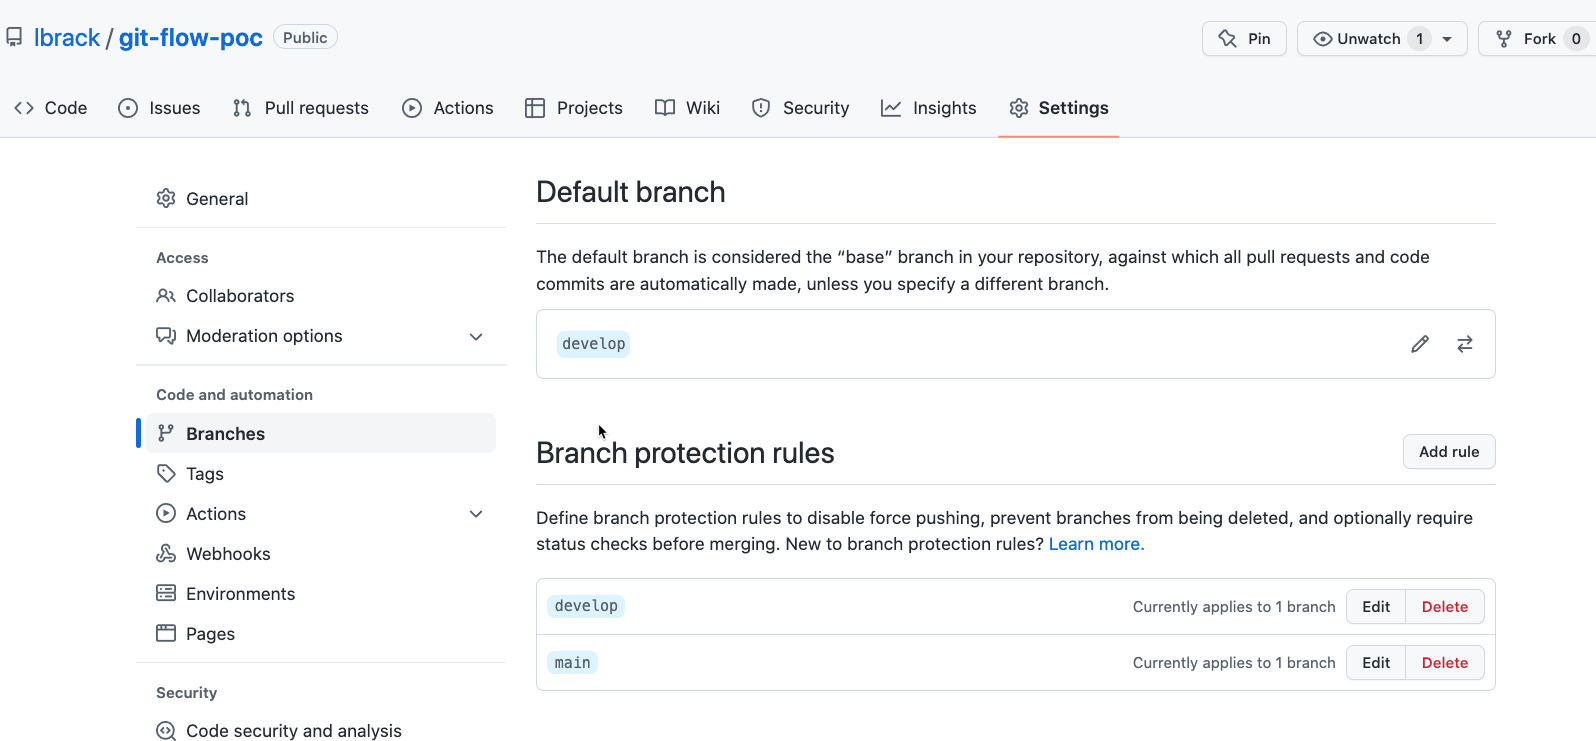 lbrack / git-flow-poc Public
Pin Unwatch 1 Fork 0
Code Issues Pull requests Actions Projects Wiki Security Insights Settings
General
Access
Collaborators
Moderation options
Code and automation
Branches
Tags
Actions
Webhooks
Environments
Pages
Security
Code security and analysis
Default branch
The default branch is considered the “base” branch in your repository, against which all pull requests and code
commits are automatically made, unless you specify a different branch.
develop
Branch protection rules
Add rule
Define branch protection rules to disable force pushing, prevent branches from being deleted, and optionally require
status checks before merging. New to branch protection rules? Learn more.
develop Currently applies to 1 branch Edit Delete
main Currently applies to 1 branch Edit Delete